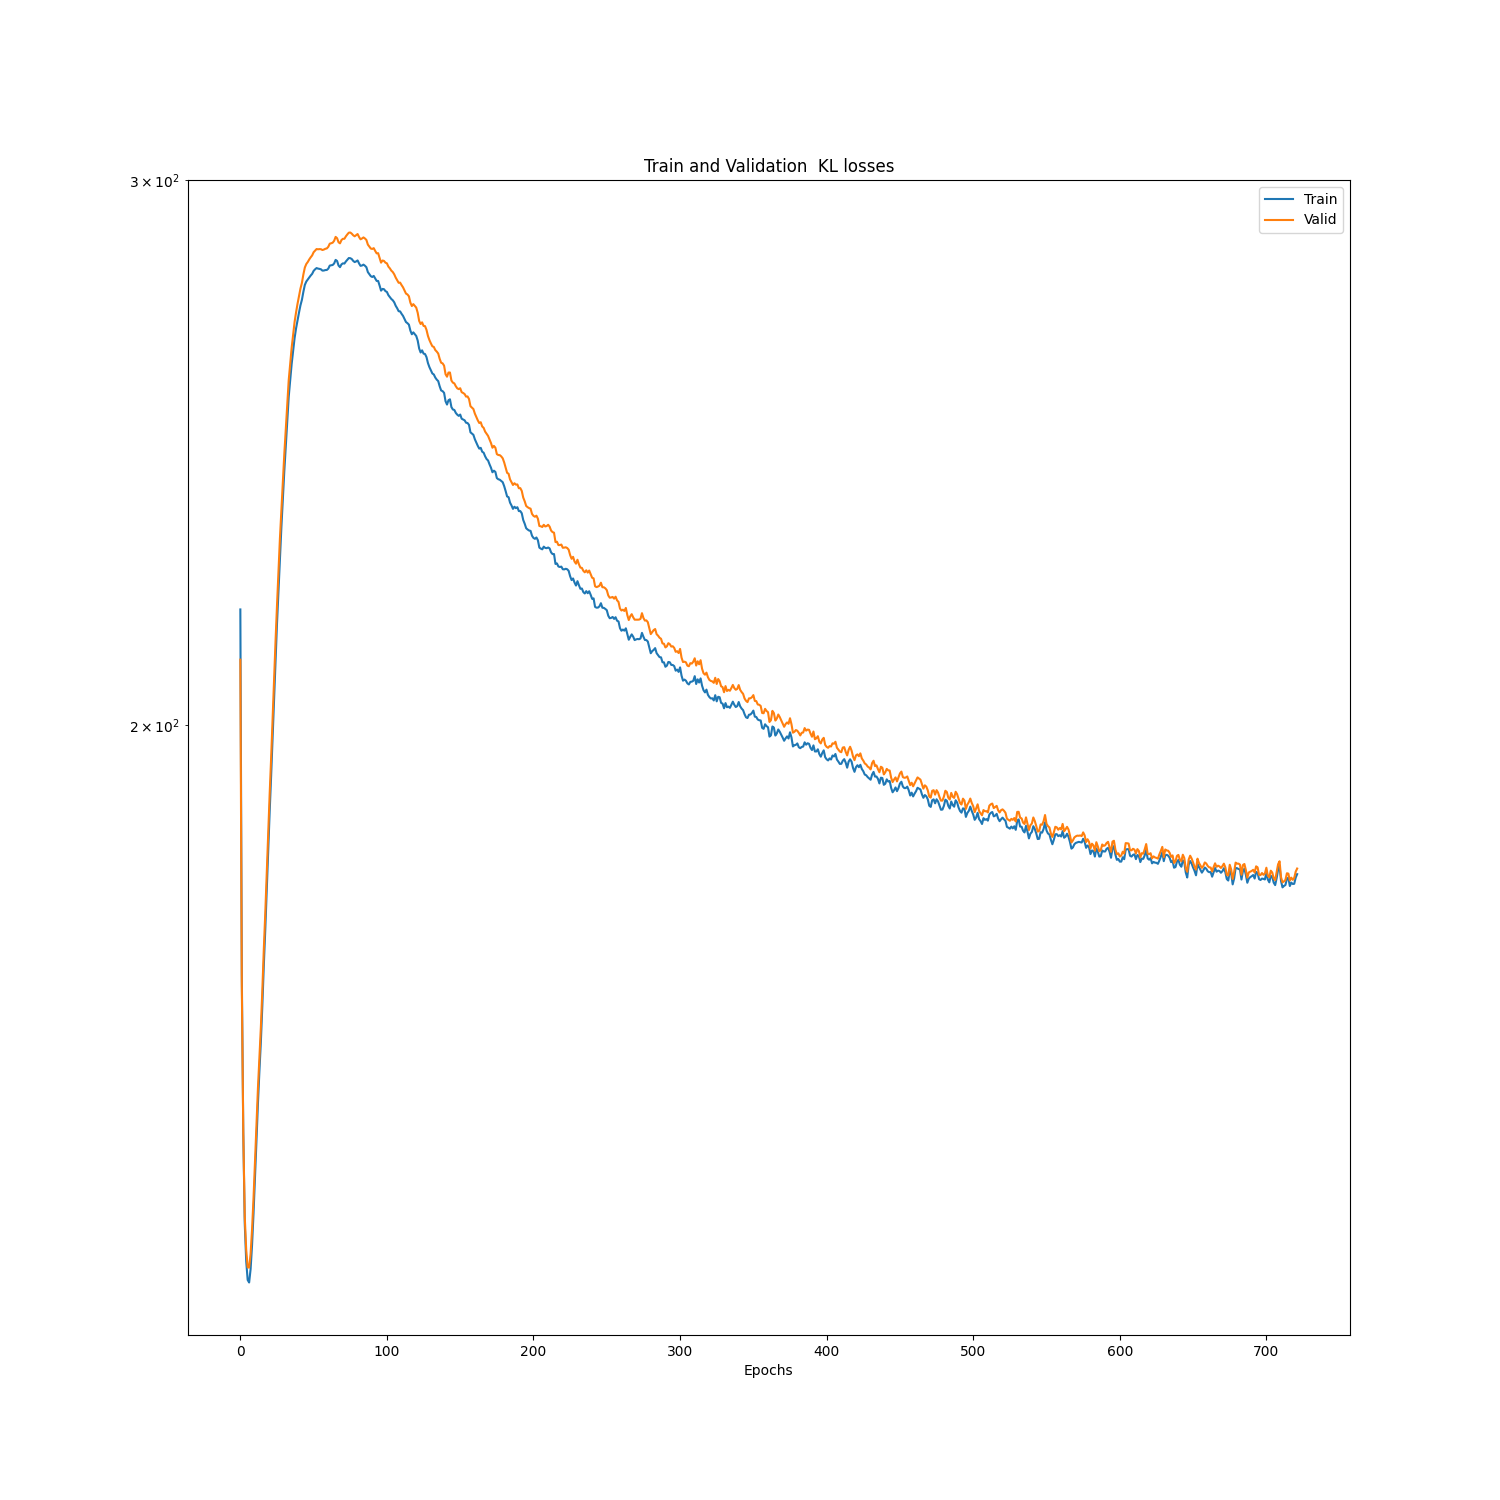 Train and Validation  KL losses
3 × 10²
Train
Valid
2 × 10²
0 100 200 300 400 500 600 700
Epochs